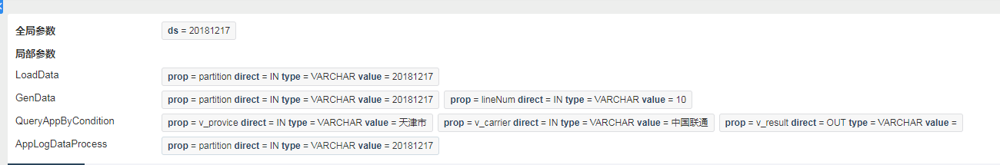 全局参数 ds = 20181217
局部参数
LoadData prop = partition direct = IN type = VARCHAR value = 20181217
GenData prop = partition direct = IN type = VARCHAR value = 20181217 prop = lineNum direct = IN type = VARCHAR value = 10
QueryAppByCondition prop = v_provice direct = IN type = VARCHAR value = 天津市 prop = v_carrier direct = IN type = VARCHAR value = 中国联通 prop = v_result direct = OUT type = VARCHAR value =
AppLogDataProcess prop = partition direct = IN type = VARCHAR value = 20181217